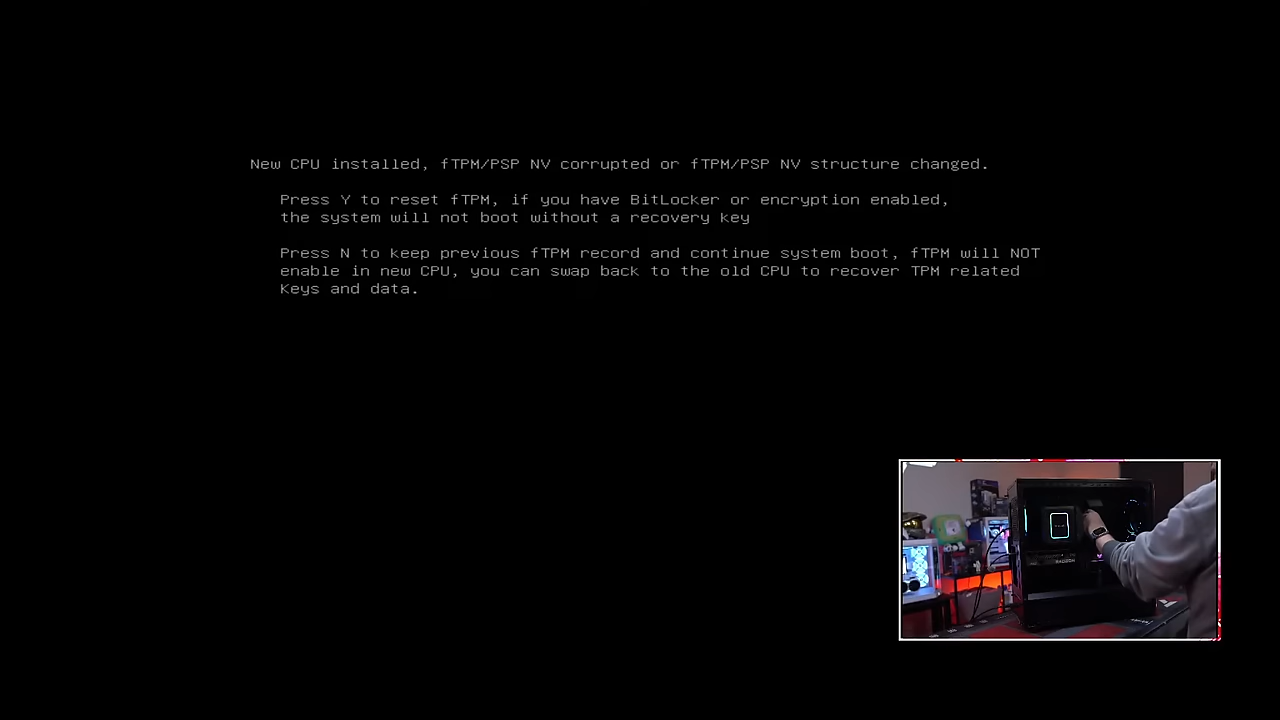 New CPU installed, fTPM/PSP NV corrupted or fTPM/PSP NV structure changed.
Press Y to reset fTPM, if you have BitLocker or encryption enabled,
the system will not boot without a recovery key
Press N to keep previous fTPM record and continue system boot, fTPM will NOT
enable in new CPU, you can swap back to the old CPU to recover TPM related
Keys and data.
RADEON